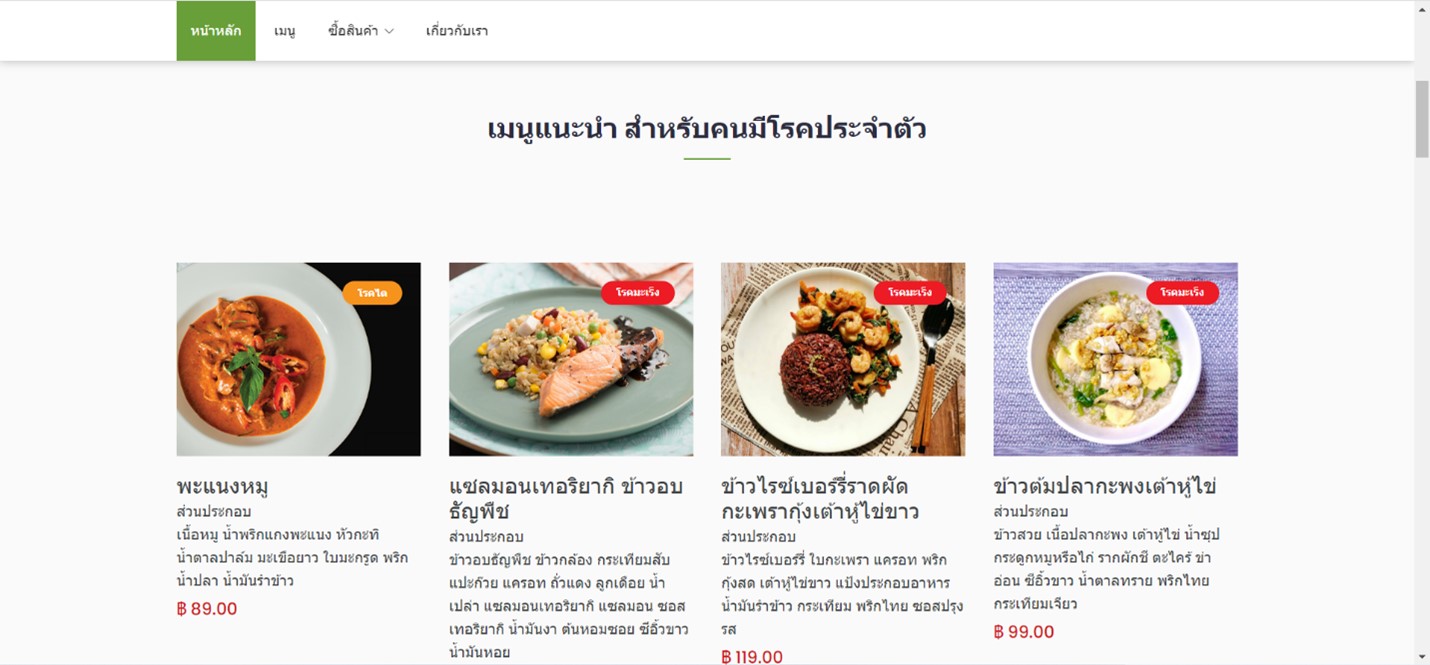 หน้าหลัก เมนู ซื้อสินค้า เกี่ยวกับเรา
เมนูแนะนำ สำหรับคนมีโรคประจำตัว
โรคไต
พะแนงหมู
ส่วนประกอบ
เนื้อหมู น้ำพริกแกงพะแนง หัวกะทิ
น้ำตาลปาล์ม มะเขือยาว ใบมะกรูด พริก
น้ำปลา น้ำมันรำข้าว
฿ 89.00
โรคมะเร็ง
แซลมอนเทอริยากิ ข้าวอบ
ธัญพืช
ส่วนประกอบ
ข้าวอบธัญพืช ข้าวกล้อง กระเทียมสับ
แปะก๊วย แครอท ถั่วแดง ลูกเดือย น้ำ
เปล่า แซลมอนเทอริยากิ แซลมอน ซอส
เทอริยากิ น้ำมันงา ต้นหอมซอย ซีอิ๊วขาว
น้ำมันหอย
โรคมะเร็ง
ข้าวไรซ์เบอร์รี่ราดผัด
กะเพรากุ้งเต้าหู้ไข่ขาว
ส่วนประกอบ
ข้าวไรซ์เบอร์รี่ ใบกะเพรา แครอท พริก
กุ้งสด เต้าหู้ไข่ขาว แป้งประกอบอาหาร
น้ำมันรำข้าว กระเทียม พริกไทย ซอสปรุง
รส
฿ 119.00
โรคมะเร็ง
ข้าวต้มปลากะพงเต้าหู้ไข่
ส่วนประกอบ
ข้าวสวย เนื้อปลากะพง เต้าหู้ไข่ น้ำซุป
กระดูกหมูหรือไก่ รากผักชี ตะไคร้ ข่า
อ่อน ซีอิ้วขาว น้ำตาลทราย พริกไทย
กระเทียมเจียว
฿ 99.00